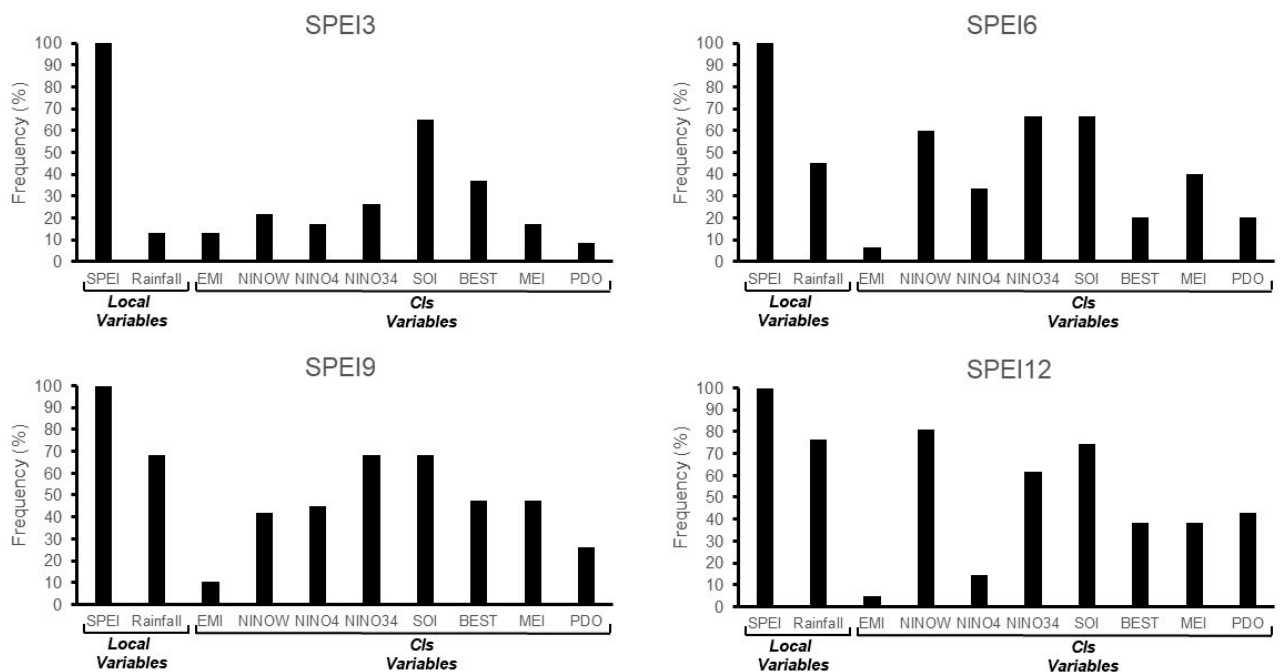 SPEI3
Frequency (%)
100
90
80
70
60
50
40
30
20
10
0
SPEI Rainfall EMI NINOW NINO4 NINO34 SOI BEST MEI PDO
Local CIs
Variables Variables
SPEI6
Frequency (%)
100
90
80
70
60
50
40
30
20
10
0
SPEI Rainfall EMI NINOW NINO4 NINO34 SOI BEST MEI PDO
Local CIs
Variables Variables
SPEI9
Frequency (%)
100
90
80
70
60
50
40
30
20
10
0
SPEI Rainfall EMI NINOW NINO4 NINO34 SOI BEST MEI PDO
Local CIs
Variables Variables
SPEI12
Frequency (%)
100
90
80
70
60
50
40
30
20
10
0
SPEI Rainfall EMI NINOW NINO4 NINO34 SOI BEST MEI PDO
Local CIs
Variables Variables